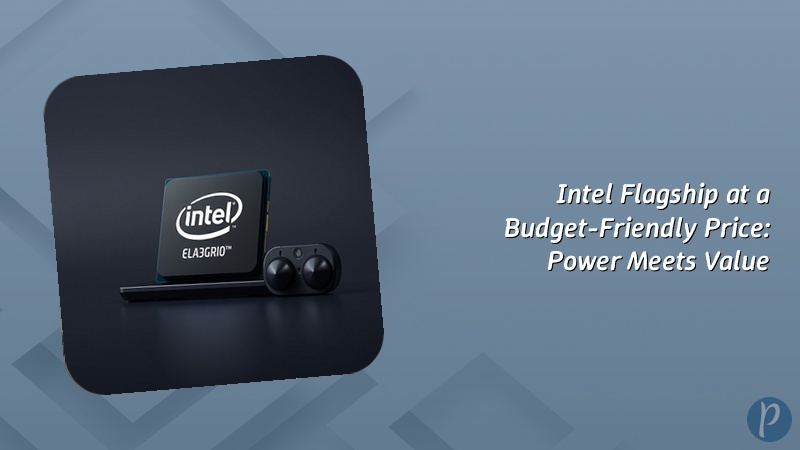 intel
ELA3GRIO™
Intel Flagship at a
Budget-Friendly Price:
Power Meets Value
P